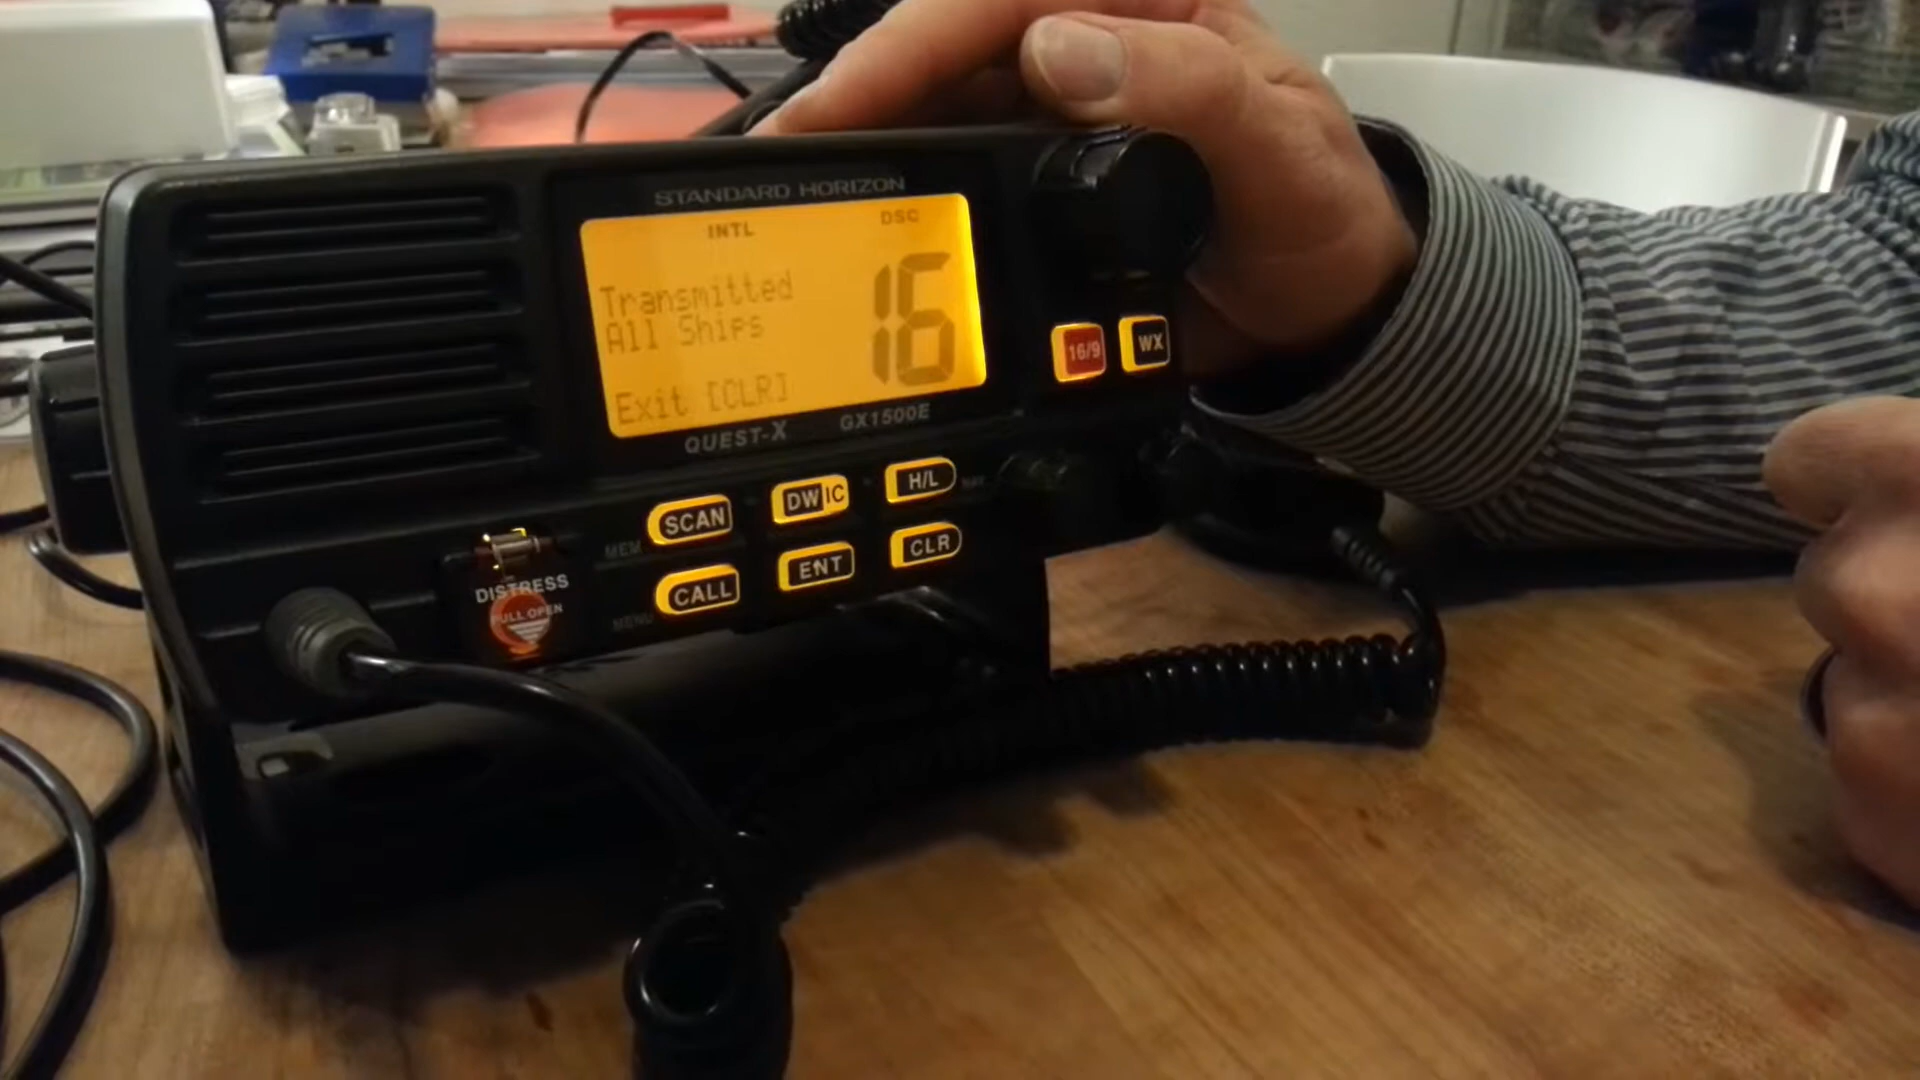 STANDARD HORIZON
INTL DSC
Transmitted
All Ships
16
Exit [CLR]
QUEST-X GX1500E
16/9 WX
SCAN DW IC H/L
MEM
DISTRESS
PULL OPEN
CALL ENT CLR
MENU